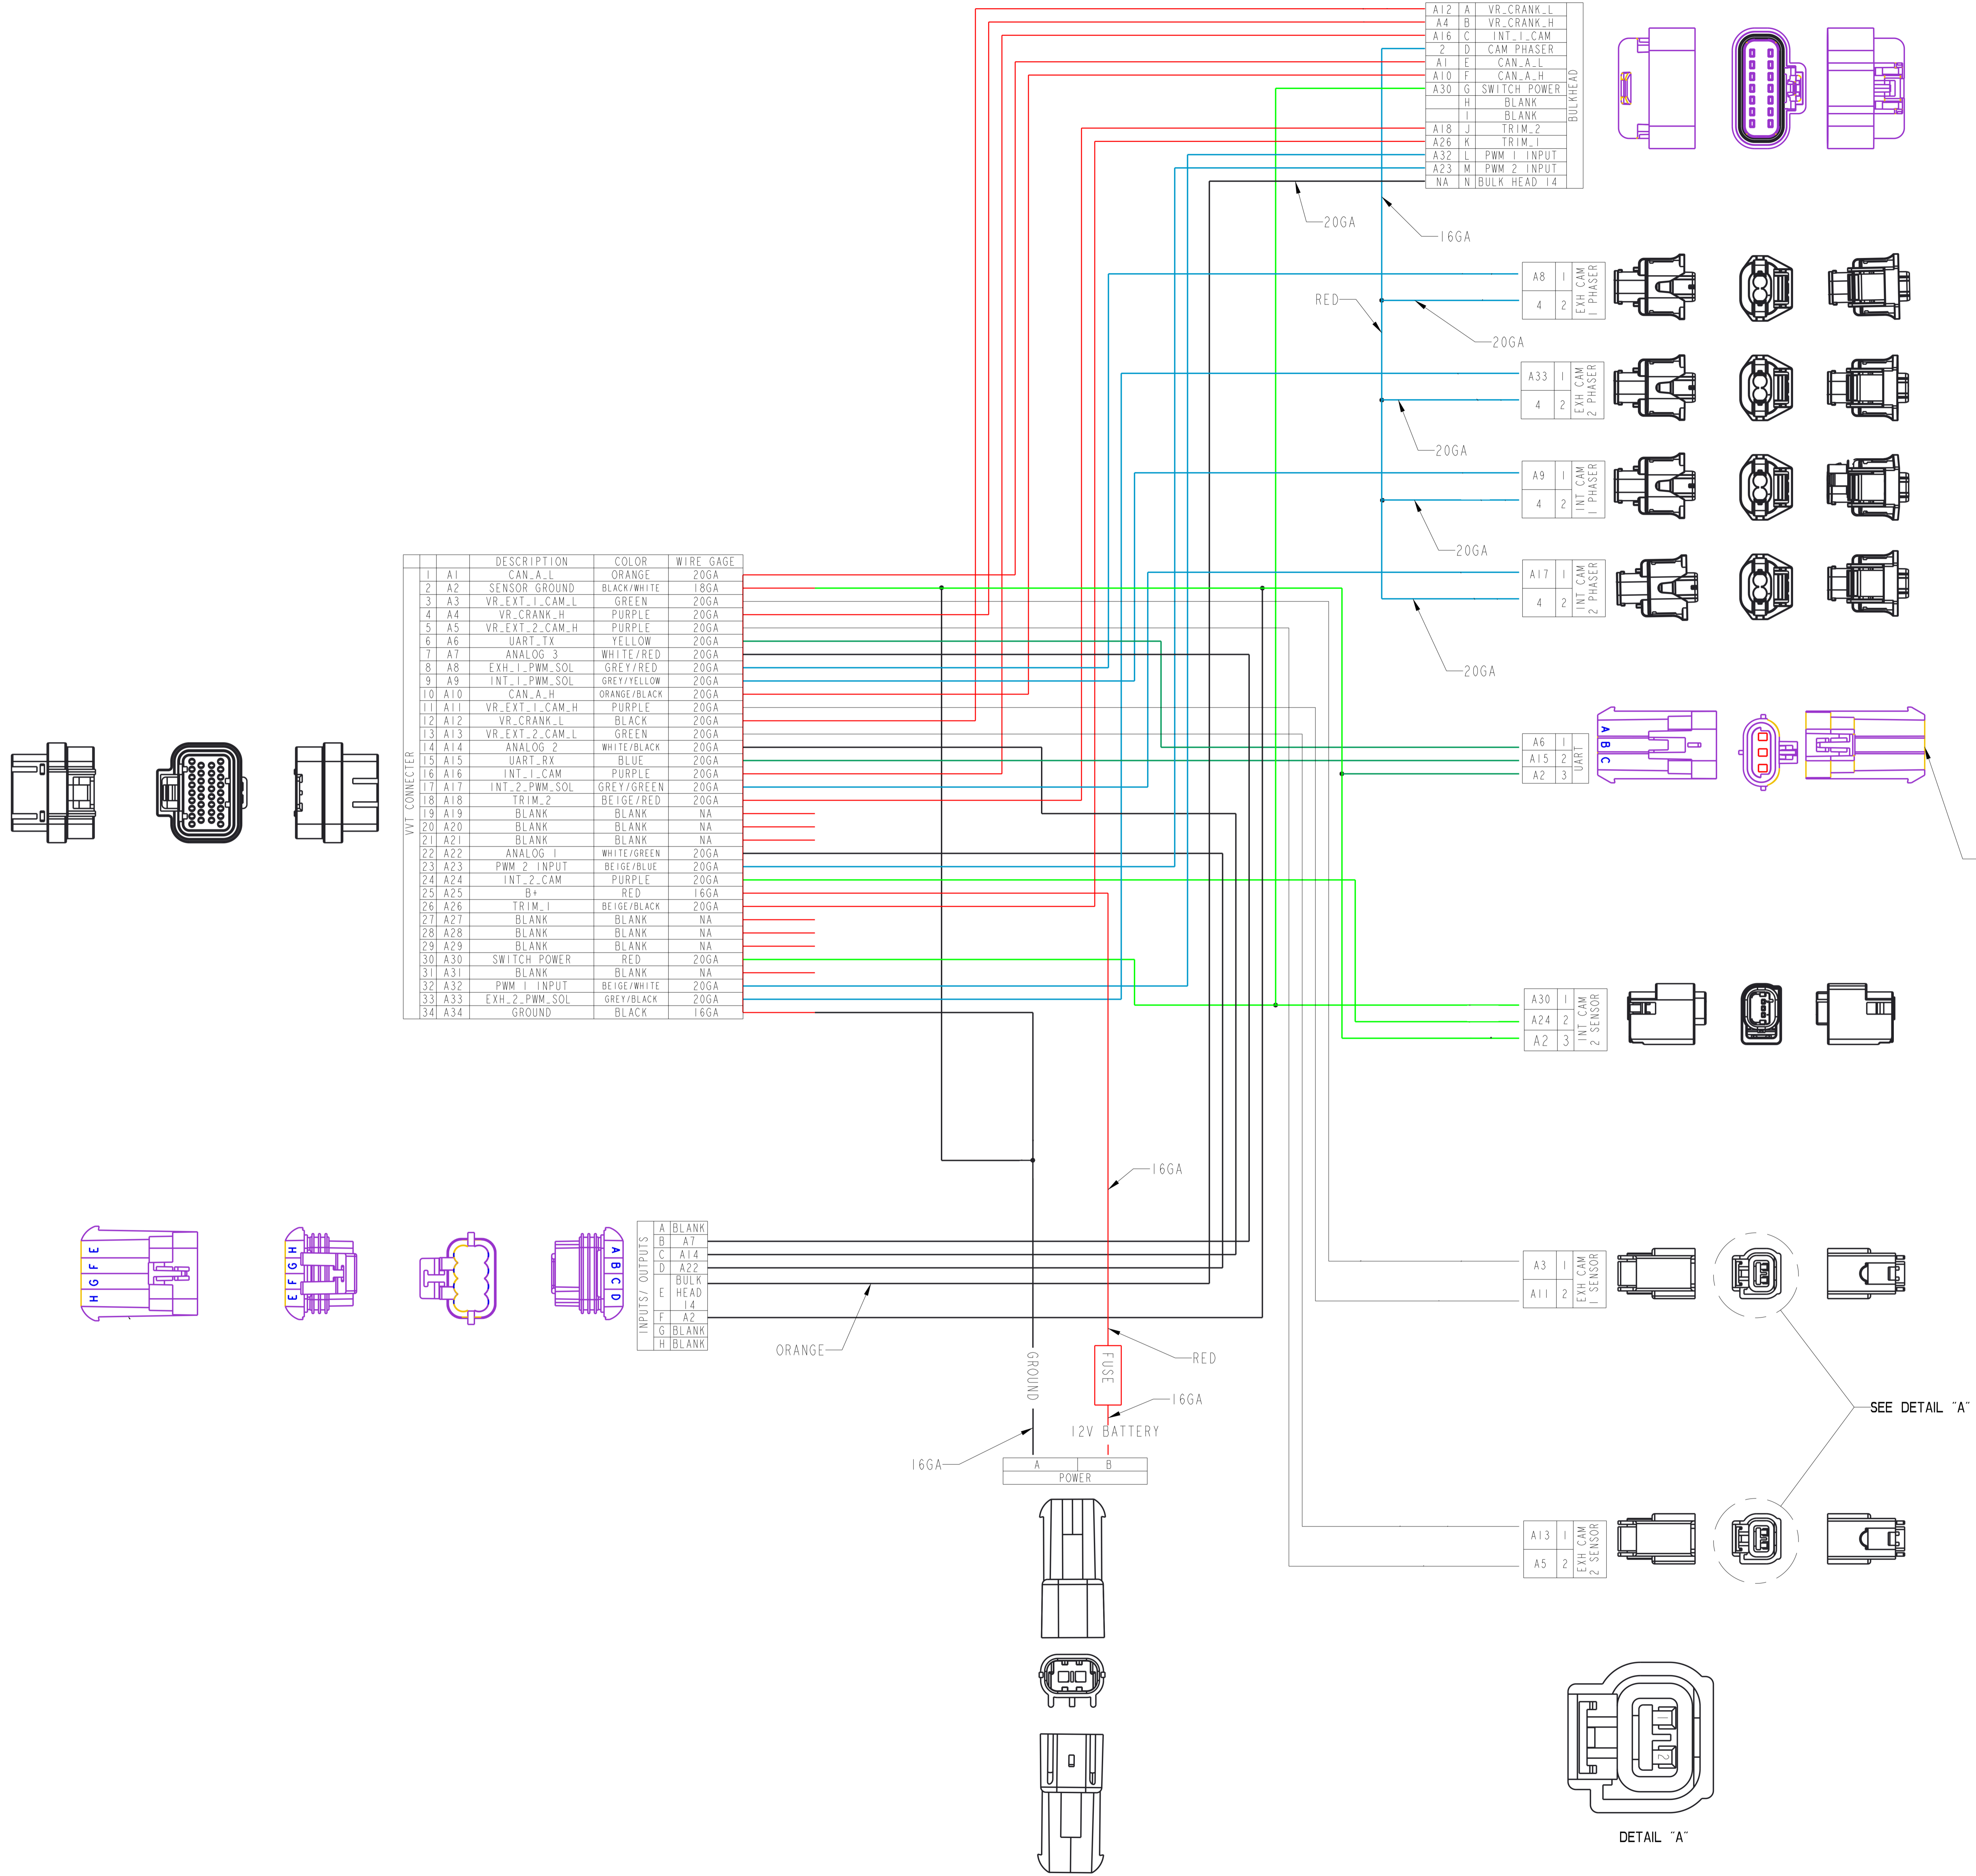 A12 A VR_CRANK_L
A4 B VR_CRANK_H
A16 C INT_1_CAM
2 D CAM PHASER
A1 E CAN_A_L
A10 F CAN_A_H
A30 G SWITCH POWER
H BLANK
I BLANK
A18 J TRIM_2
A26 K TRIM_1
A32 L PWM 1 INPUT
A23 M PWM 2 INPUT
NA N BULK HEAD 14
BULKHEAD
20GA
16GA
RED
A8 1
4 2
EXH CAM
1 PHASER
20GA
A33 1
4 2
EXH CAM
2 PHASER
20GA
A9 1
4 2
INT CAM
1 PHASER
20GA
A17 1
4 2
INT CAM
2 PHASER
20GA
VVT CONNECTER
DESCRIPTION COLOR WIRE GAGE
1 A1 CAN_A_L ORANGE 20GA
2 A2 SENSOR GROUND BLACK/WHITE 18GA
3 A3 VR_EXT_1_CAM_L GREEN 20GA
4 A4 VR_CRANK_H PURPLE 20GA
5 A5 VR_EXT_2_CAM_H PURPLE 20GA
6 A6 UART_TX YELLOW 20GA
7 A7 ANALOG 3 WHITE/RED 20GA
8 A8 EXH_1_PWM_SOL GREY/RED 20GA
9 A9 INT_1_PWM_SOL GREY/YELLOW 20GA
10 A10 CAN_A_H ORANGE/BLACK 20GA
11 A11 VR_EXT_1_CAM_H PURPLE 20GA
12 A12 VR_CRANK_L BLACK 20GA
13 A13 VR_EXT_2_CAM_L GREEN 20GA
14 A14 ANALOG 2 WHITE/BLACK 20GA
15 A15 UART_RX BLUE 20GA
16 A16 INT_1_CAM PURPLE 20GA
17 A17 INT_2_PWM_SOL GREY/GREEN 20GA
18 A18 TRIM_2 BEIGE/RED 20GA
19 A19 BLANK BLANK NA
20 A20 BLANK BLANK NA
21 A21 BLANK BLANK NA
22 A22 ANALOG 1 WHITE/GREEN 20GA
23 A23 PWM 2 INPUT BEIGE/BLUE 20GA
24 A24 INT_2_CAM PURPLE 20GA
25 A25 B+ RED 16GA
26 A26 TRIM_1 BEIGE/BLACK 20GA
27 A27 BLANK BLANK NA
28 A28 BLANK BLANK NA
29 A29 BLANK BLANK NA
30 A30 SWITCH POWER RED 20GA
31 A31 BLANK BLANK NA
32 A32 PWM 1 INPUT BEIGE/WHITE 20GA
33 A33 EXH_2_PWM_SOL GREY/BLACK 20GA
34 A34 GROUND BLACK 16GA
A6 1
A15 2
A2 3
UART
A
B
C
A30 1
A24 2
A2 3
INT CAM
2 SENSOR
16GA
E
F
G
H
H
G
F
E
A
B
C
D
INPUTS/ OUTPUTS
A BLANK
B A7
C A14
D A22
E BULK HEAD 14
F A2
G BLANK
H BLANK
ORANGE
GROUND
FUSE
RED
16GA
12V BATTERY
16GA
A B
POWER
A3 1
A11 2
EXH CAM
1 SENSOR
SEE DETAIL "A"
A13 1
A5 2
EXH CAM
2 SENSOR
1
2
DETAIL "A"